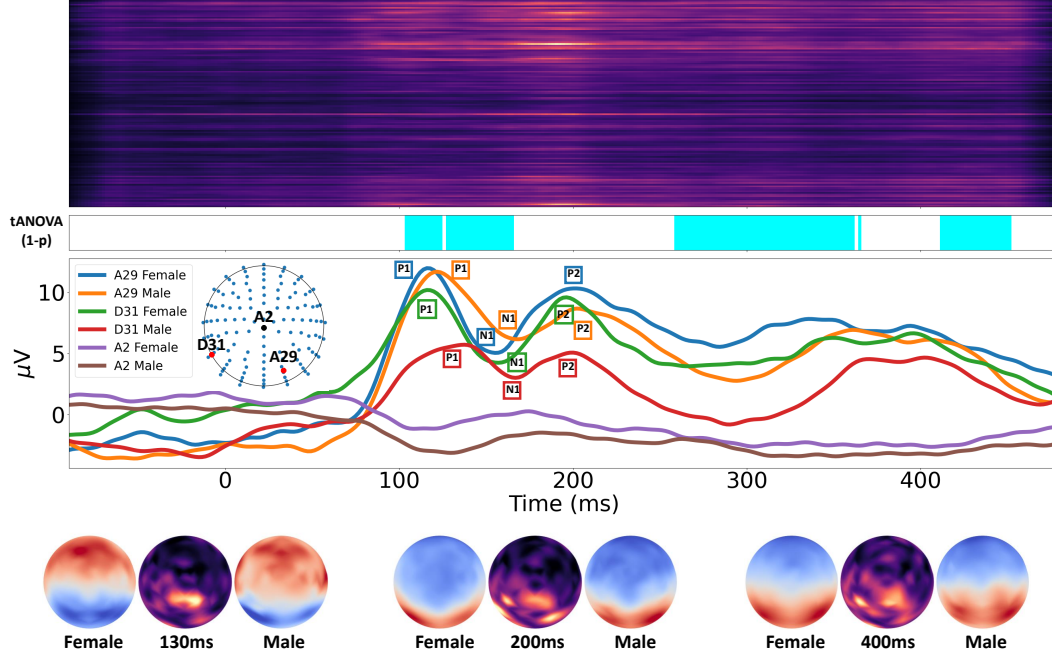 tANOVA
(1-p)
A29 Female
A29 Male
D31 Female
D31 Male
A2 Female
A2 Male
A2
D31
A29
P1
P1
P1
P1
N1
N1
N1
N1
P2
P2
P2
P2
10
5
0
μV
0
100
200
300
400
Time (ms)
Female
130ms
Male
Female
200ms
Male
Female
400ms
Male